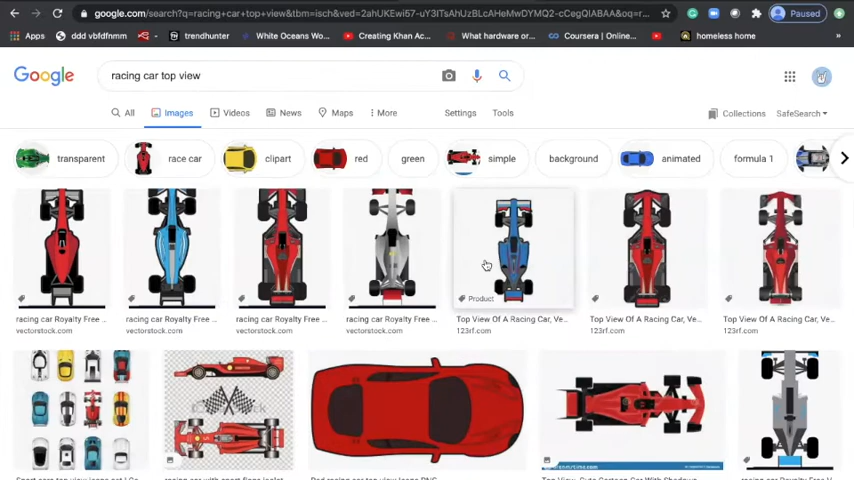 google.com/search?q=racing+car+top+view&tbm=isch&ved=2ahUKEwi57-uY3ITsAhUzBLcAHeMwDYMQ2-cCegQIABAA&oq=r...
Paused
Apps
ddd vbfdfnmm
trendhunter
White Oceans Wo...
Creating Khan Acad...
What hardware or...
Coursera | Online...
homeless home
»
Google
racing car top view
All
Images
Videos
News
Maps
More
Settings
Tools
Collections
SafeSearch
transparent
race car
clipart
red
green
simple
background
animated
formula 1
Product
racing car Royalty Free ...
racing car Royalty Free ...
racing car Royalty Free ...
racing car Royalty Free ...
Top View Of A Racing Car, Ve...
Top View Of A Racing Car, Ve...
Top View Of A Racing Car, Ve...
vectorstock.com
vectorstock.com
vectorstock.com
vectorstock.com
123rf.com
123rf.com
123rf.com